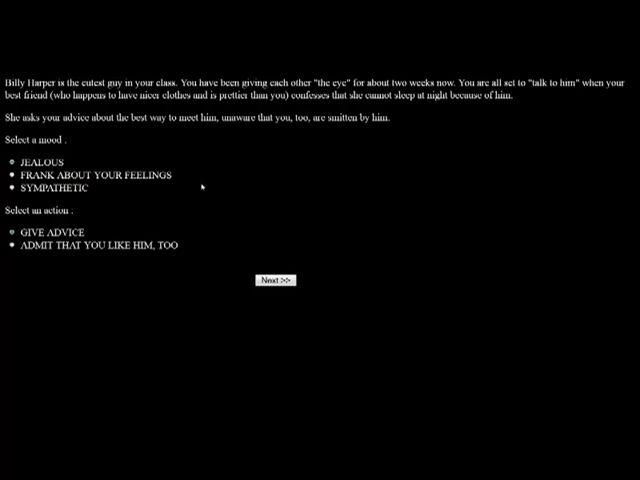 Billy Harper is the cutest guy in your class. You have been giving each other "the eye" for about two weeks now. You are all set to "talk to him" when your
best friend (who happens to have nicer clothes and is prettier than you) confesses that she cannot sleep at night because of him.
She asks your advice about the best way to meet him, unaware that you, too, are smitten by him.
Select a mood :
JEALOUS
FRANK ABOUT YOUR FEELINGS
SYMPATHETIC
Select an action :
GIVE ADVICE
ADMIT THAT YOU LIKE HIM, TOO
Next >>